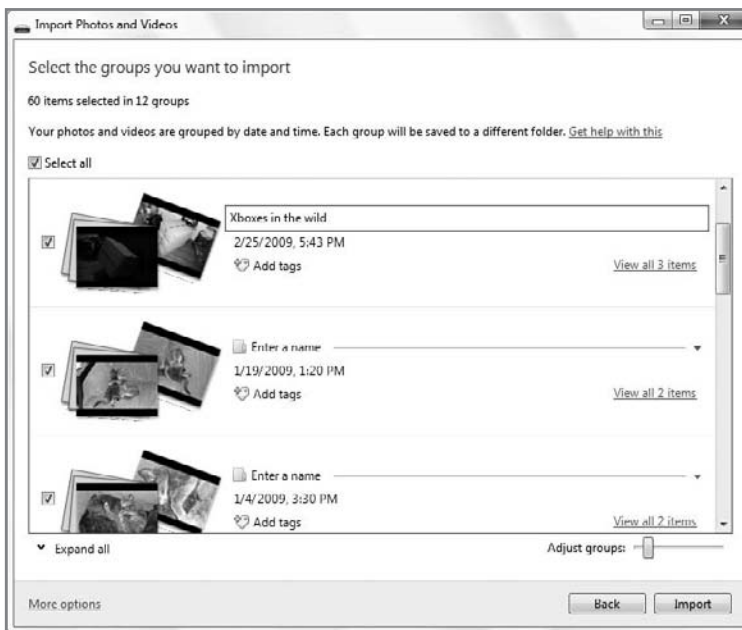 Import Photos and Videos
Select the groups you want to import
60 items selected in 12 groups
Your photos and videos are grouped by date and time. Each group will be saved to a different folder. Get help with this
Select all
Xboxes in the wild
2/25/2009, 5:43 PM
Add tags
View all 3 items
Enter a name
1/19/2009, 1:20 PM
Add tags
View all 2 items
Enter a name
1/4/2009, 3:30 PM
Add tags
View all 2 items
Expand all
Adjust groups:
More options
Back
Import